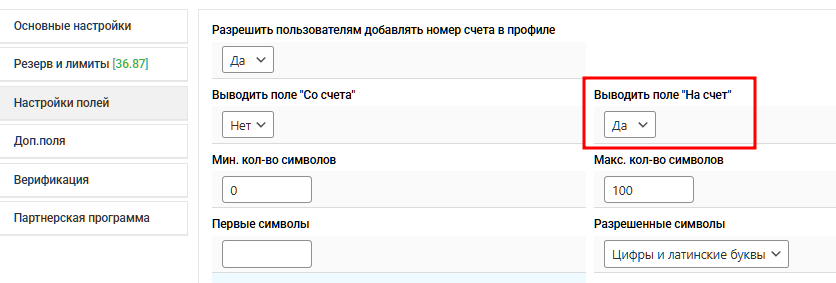 Основные настройки
Резерв и лимиты [36.87]
Настройки полей
Доп.поля
Верификация
Партнерская программа
Разрешить пользователям добавлять номер счета в профиле
Да
Выводить поле "Со счета"
Выводить поле "На счет"
Нет
Да
Мин. кол-во символов
Макс. кол-во символов
0
100
Первые символы
Разрешенные символы
Цифры и латинские буквы